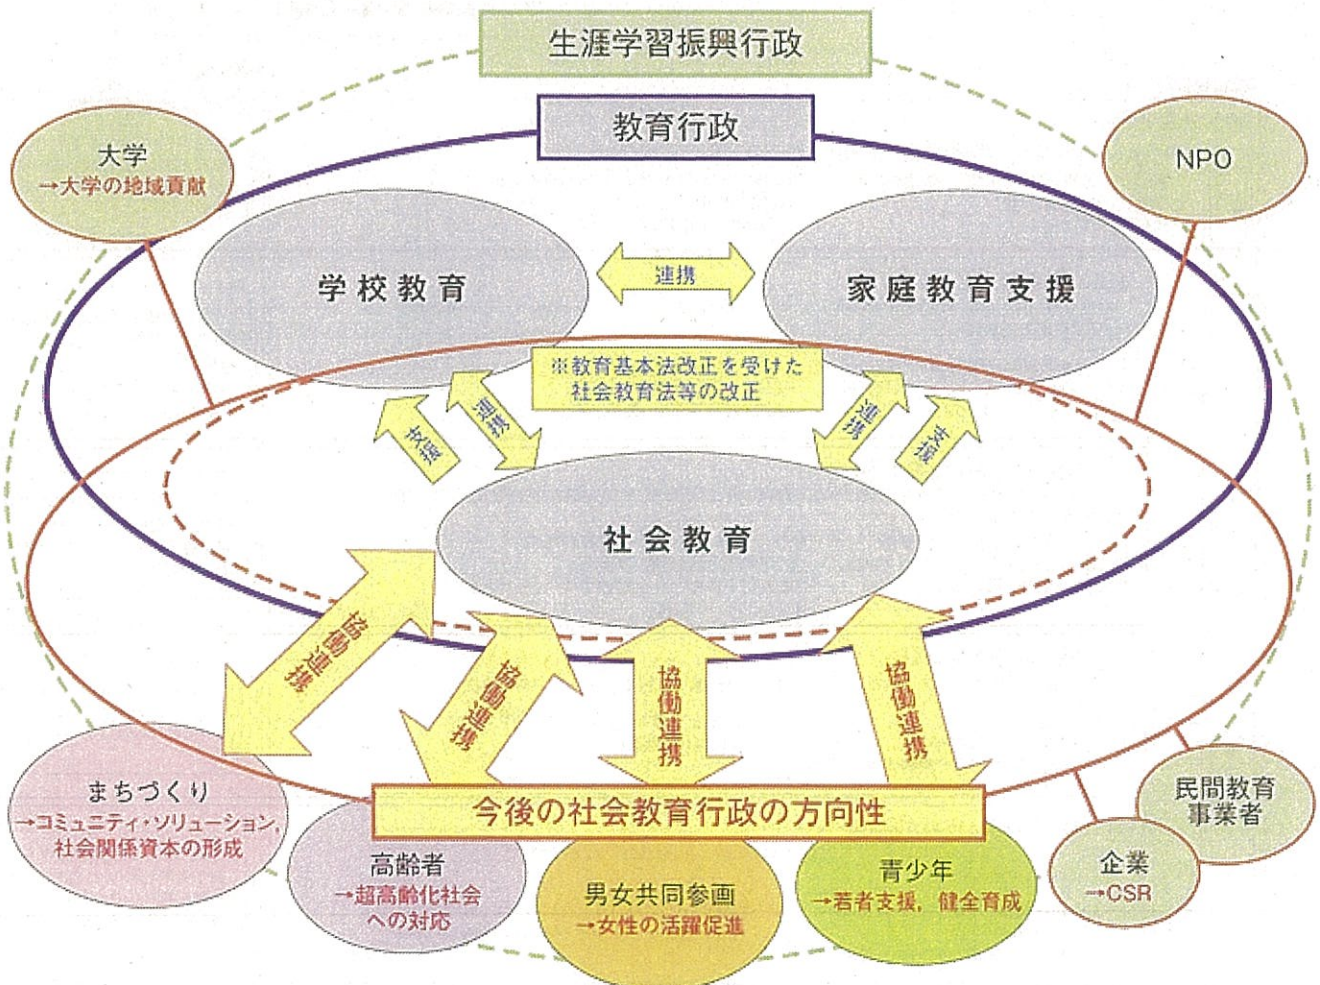 生涯学習振興行政
教育行政
大学
→大学の地域貢献
NPO
学校教育
連携
家庭教育支援
※教育基本法改正を受けた
社会教育法等の改正
支援
連携
連携
支援
社会教育
協働連携
協働連携
協働連携
協働連携
まちづくり
→コミュニティ・ソリューション,
社会関係資本の形成
今後の社会教育行政の方向性
高齢者
→超高齢化社会
への対応
男女共同参画
→女性の活躍促進
青少年
→若者支援，健全育成
企業
→CSR
民間教育
事業者